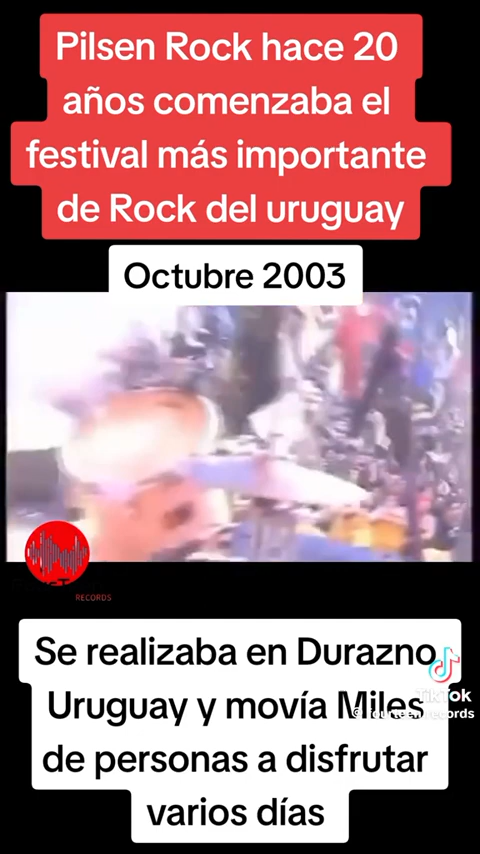 Pilsen Rock hace 20
años comenzaba el
festival más importante
de Rock del uruguay
Octubre 2003
RECORDS
Se realizaba en Durazno
Uruguay y movía Miles
de personas a disfrutar
varios días
TikTok